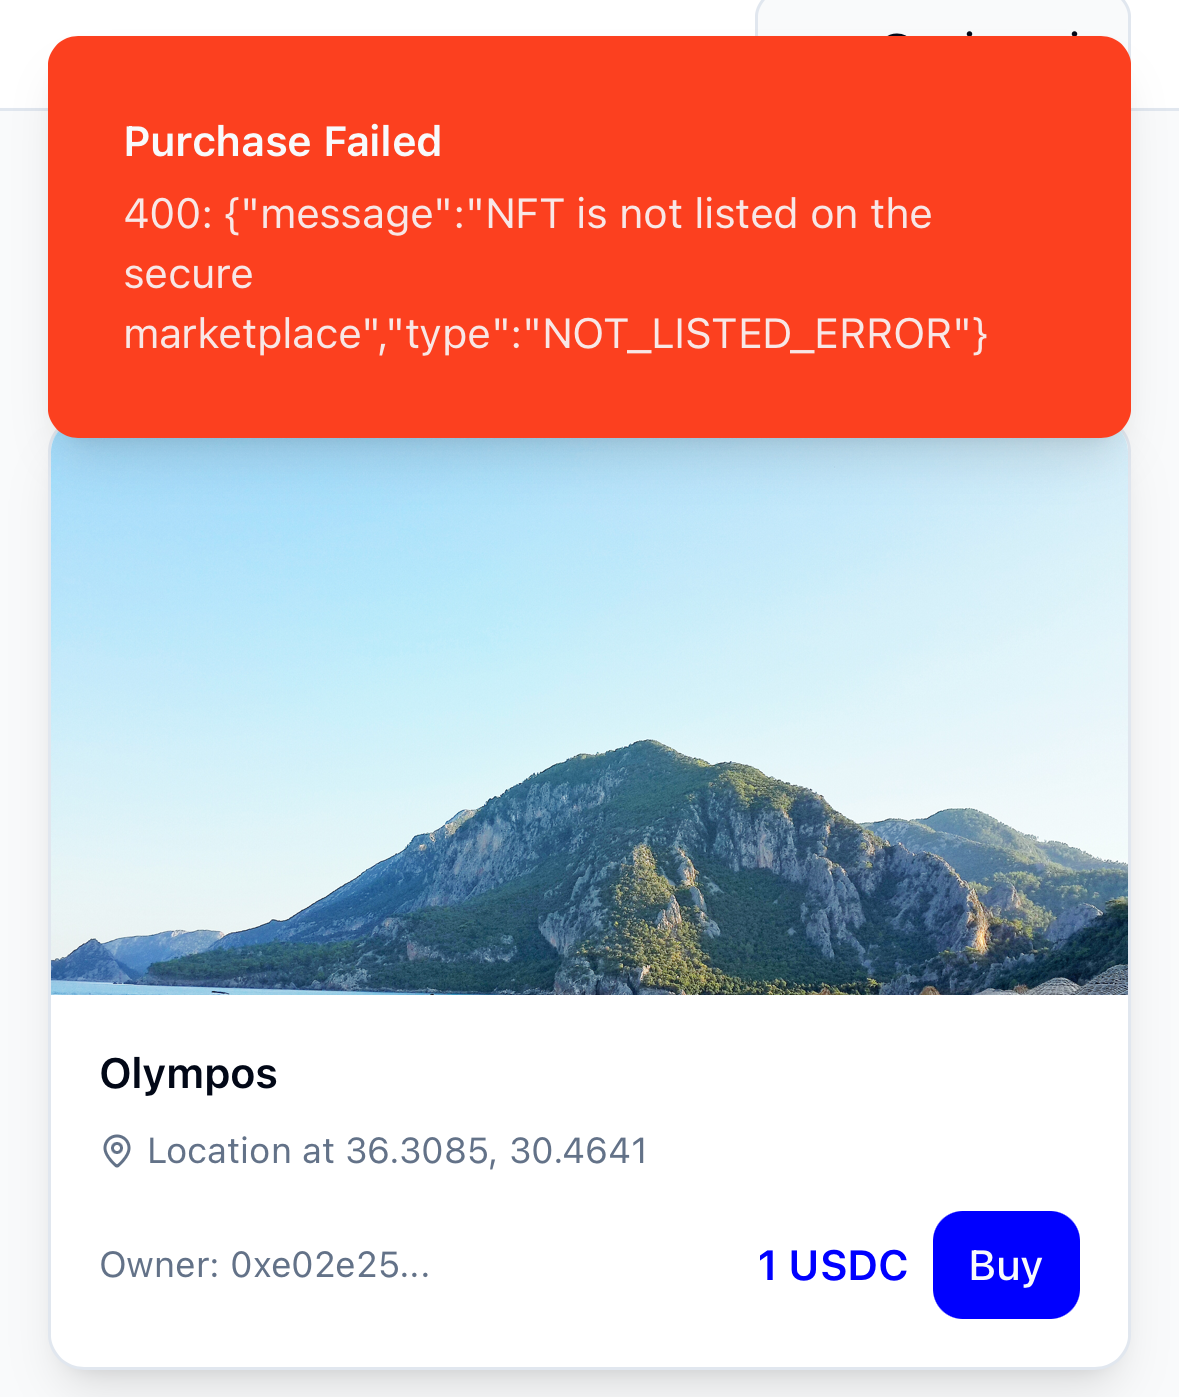 Purchase Failed
400: {"message":"NFT is not listed on the
secure
marketplace","type":"NOT_LISTED_ERROR"}
Olympos
Location at 36.3085, 30.4641
Owner: 0xe02e25...
1 USDC
Buy